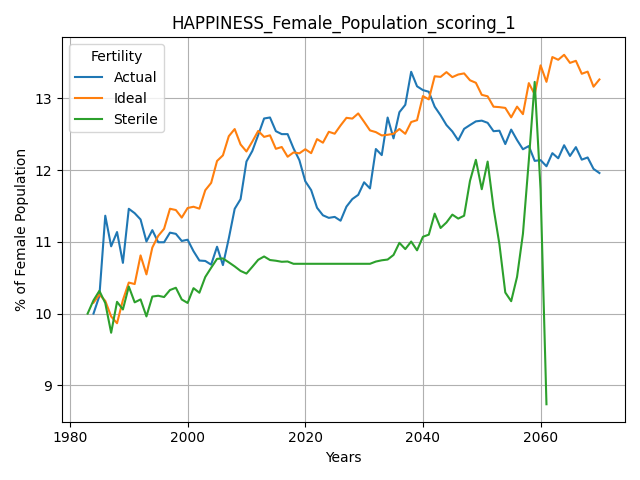 HAPPINESS_Female_Population_scoring_1
Fertility
Actual
Ideal
Sterile
% of Female Population
13
12
11
10
9
1980
2000
2020
2040
2060
Years